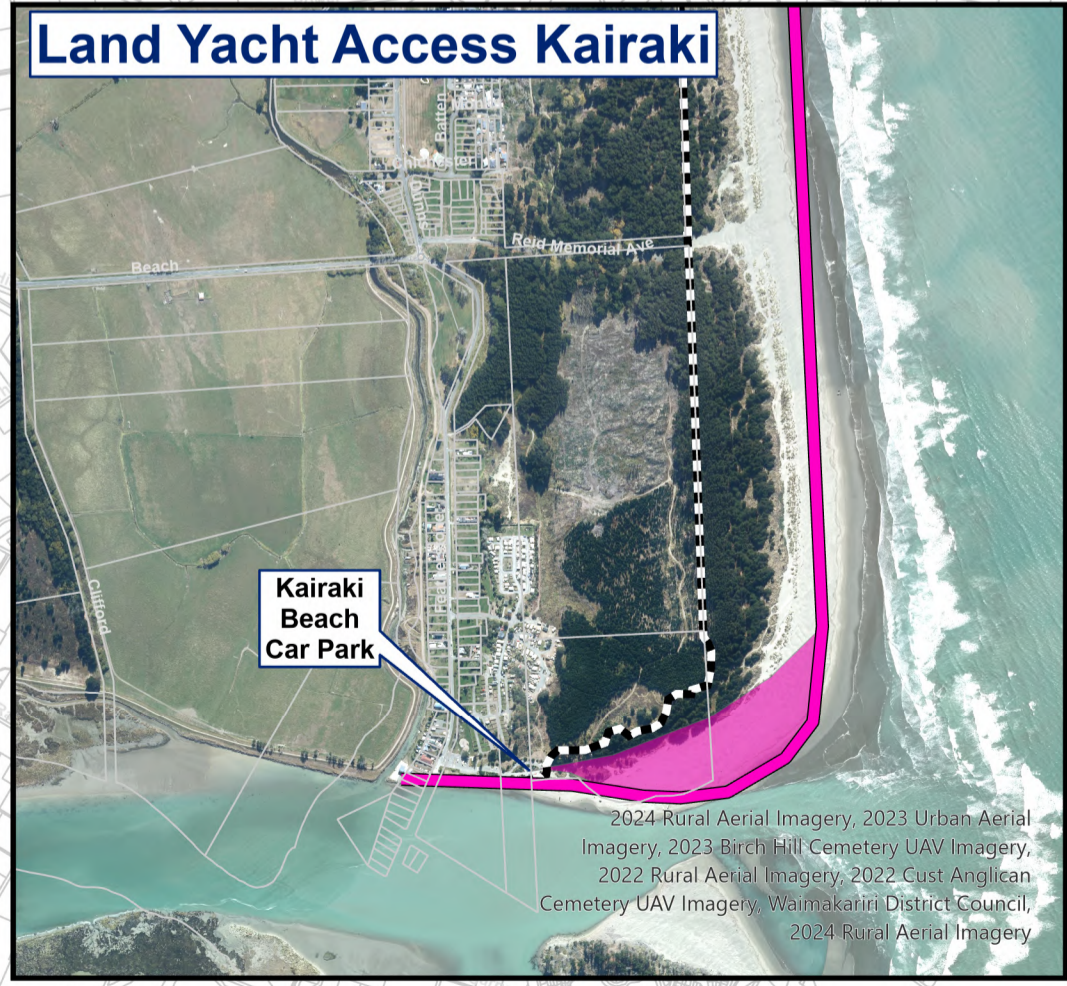 Land Yacht Access Kairaki
Batten
Chichester
Reid Memorial Ave
Beach
Clifford
Kairaki
Beach
Car Park
2024 Rural Aerial Imagery, 2023 Urban Aerial
Imagery, 2023 Birch Hill Cemetery UAV Imagery,
2022 Rural Aerial Imagery, 2022 Cust Anglican
Cemetery UAV Imagery, Waimakariri District Council,
2024 Rural Aerial Imagery